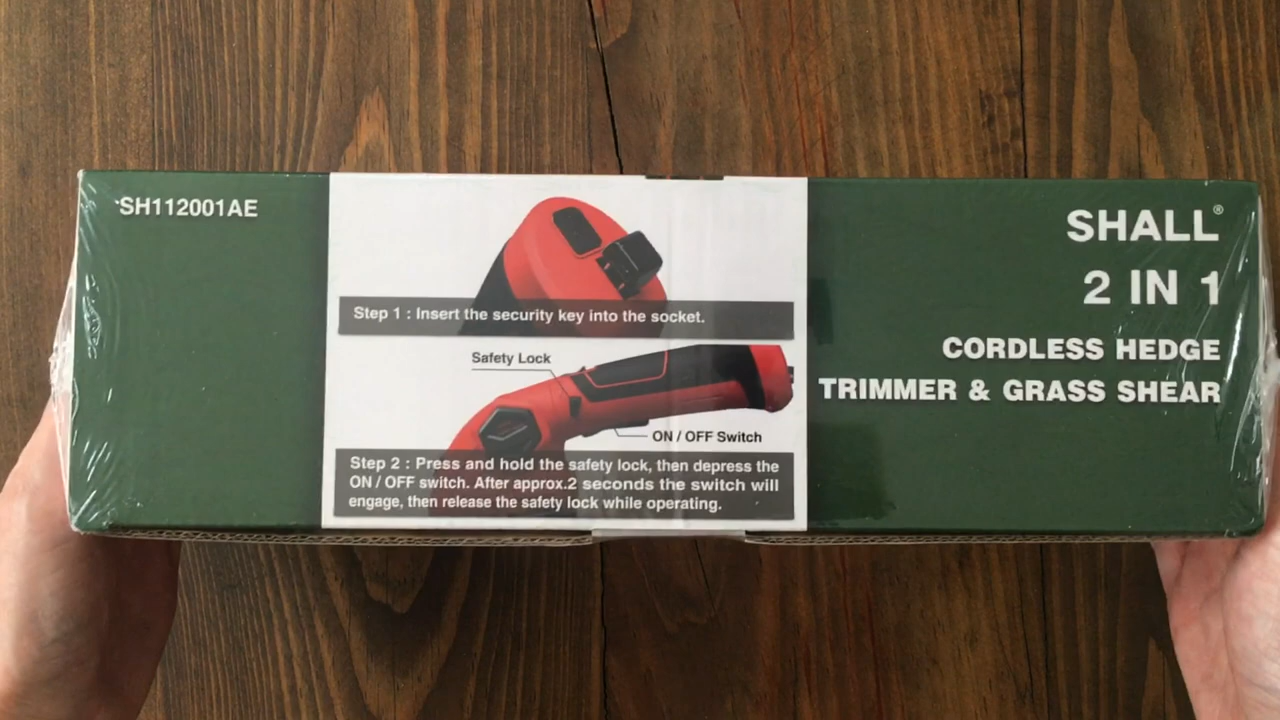 SH112001AE
Step 1 : Insert the security key into the socket.
Safety Lock
ON / OFF Switch
Step 2 : Press and hold the safety lock, then depress the
ON / OFF switch. After approx.2 seconds the switch will
engage, then release the safety lock while operating.
SHALL®
2 IN 1
CORDLESS HEDGE
TRIMMER & GRASS SHEAR